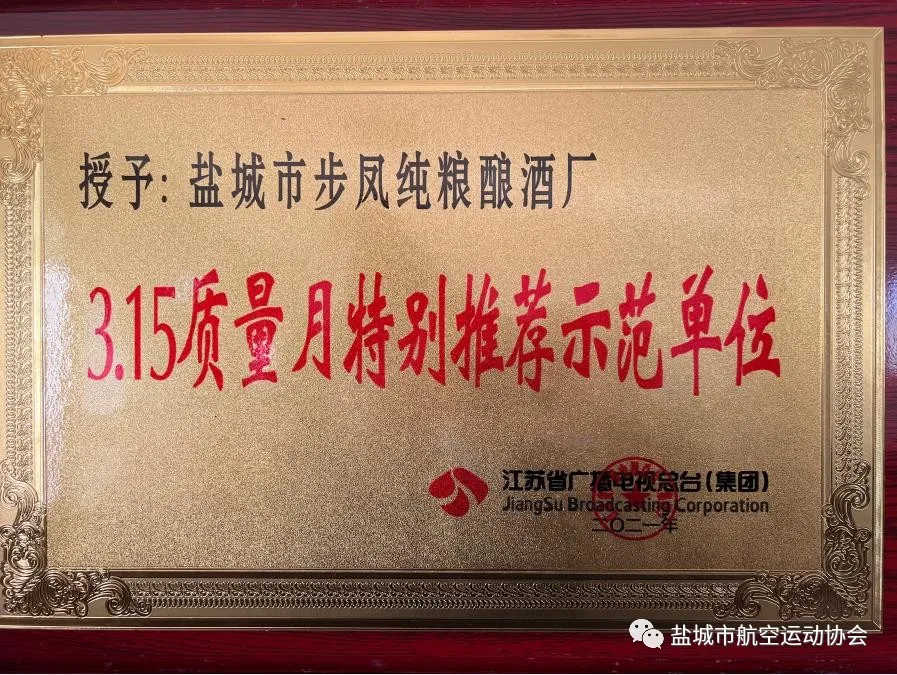 授予: 盐城市步凤纯粮酿酒厂
3.15质量月特别推荐示范单位
江苏省广播电视总台(集团)
JiangSu Broadcasting Corporation
二〇二一年
盐城市航空运动协会